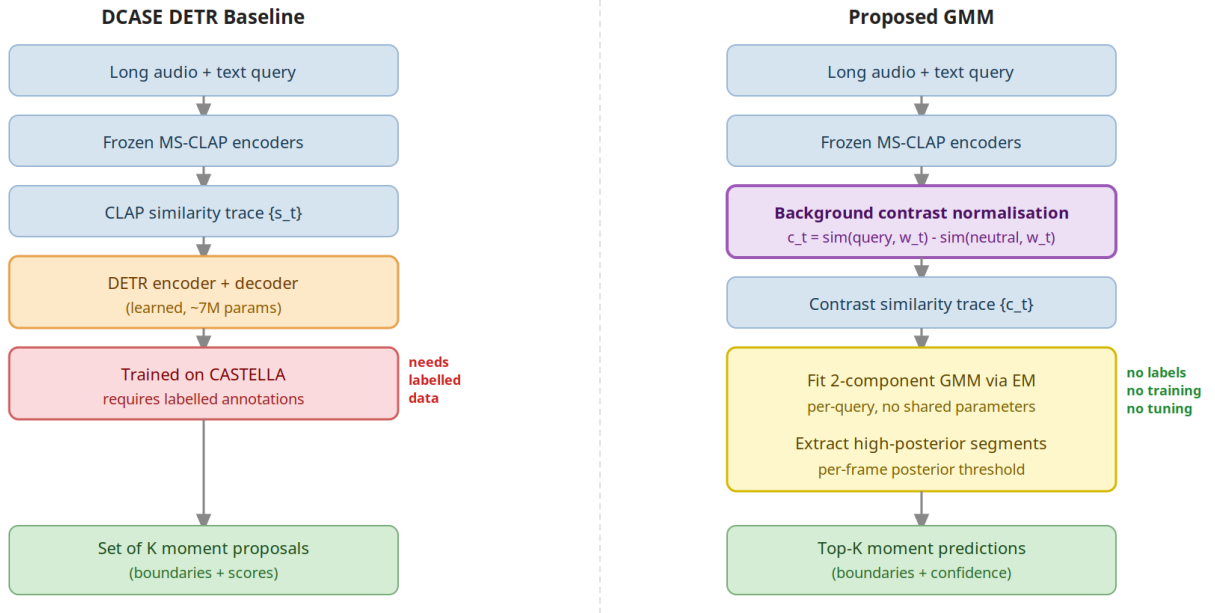 DCASE DETR Baseline
Long audio + text query
Frozen MS-CLAP encoders
CLAP similarity trace {s_t}
DETR encoder + decoder
(learned, ~7M params)
Trained on CASTELLA
requires labelled annotations
needs
labelled
data
Set of K moment proposals
(boundaries + scores)
Proposed GMM
Long audio + text query
Frozen MS-CLAP encoders
Background contrast normalisation
c_t = sim(query, w_t) - sim(neutral, w_t)
Contrast similarity trace {c_t}
Fit 2-component GMM via EM
per-query, no shared parameters
Extract high-posterior segments
per-frame posterior threshold
no labels
no training
no tuning
Top-K moment predictions
(boundaries + confidence)